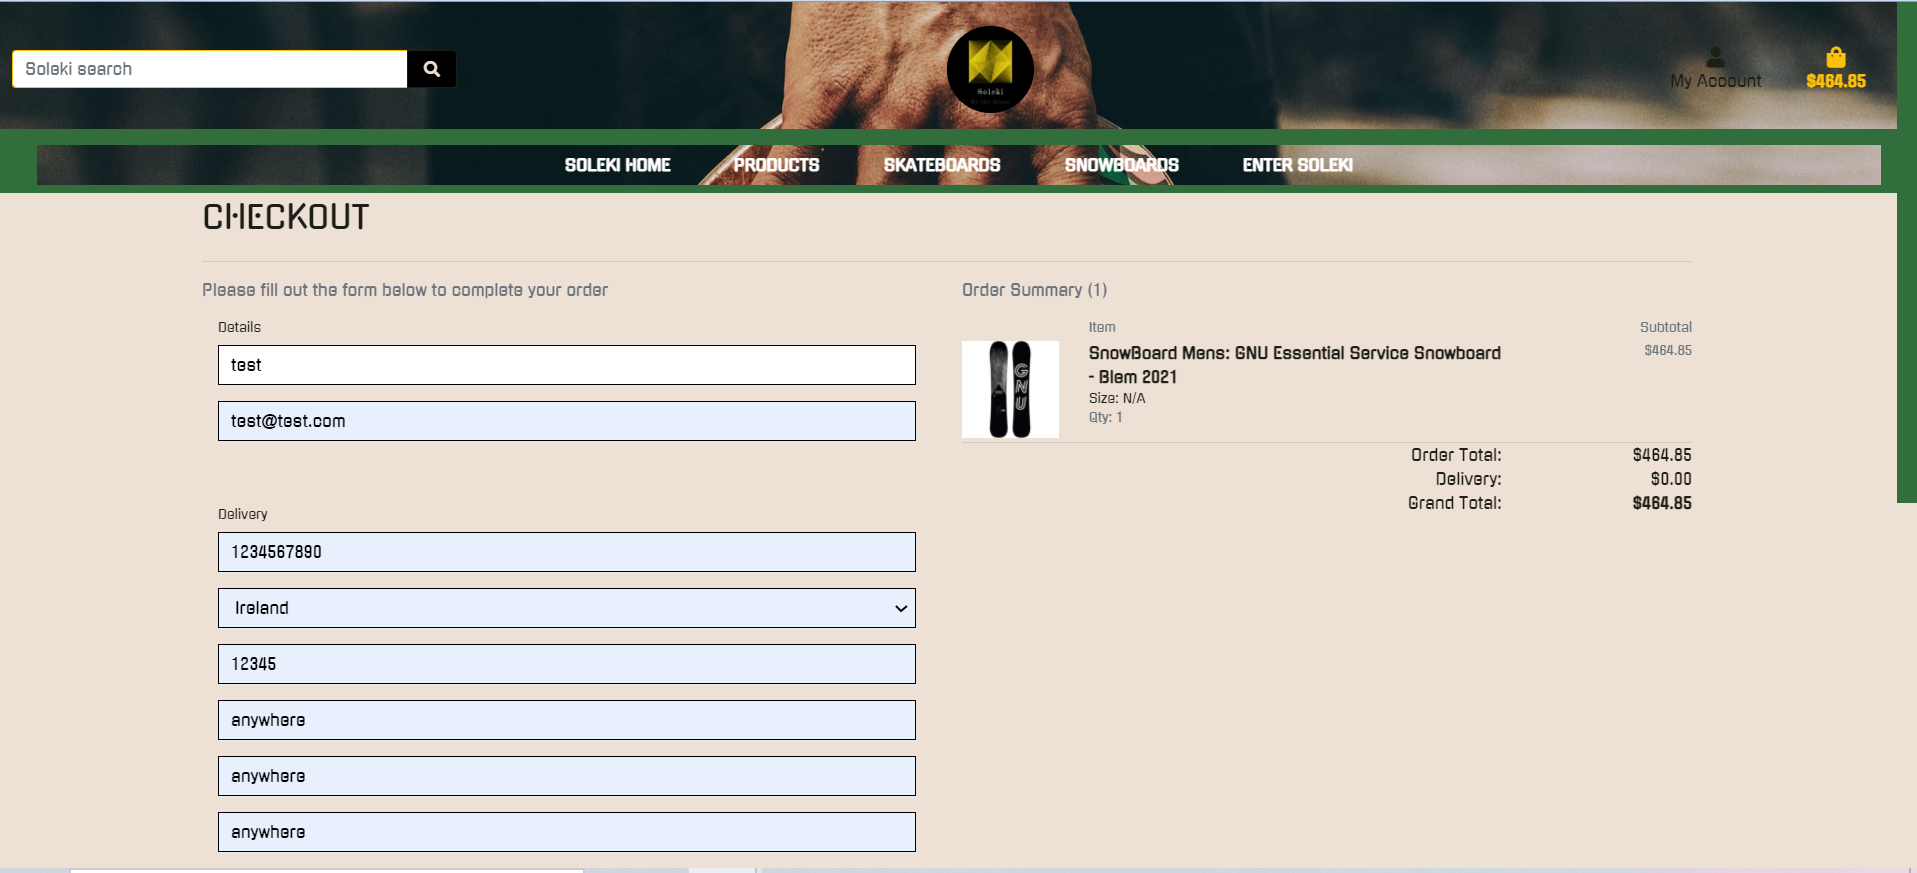 Soleki search
Soleki
My Account
$464.85
SOLEKI HOME
PRODUCTS
SKATEBOARDS
SNOWBOARDS
ENTER SOLEKI
CHECKOUT
Please fill out the form below to complete your order
Details
test
test@test.com
Delivery
1234567890
Ireland
12345
anywhere
anywhere
anywhere
Order Summary (1)
Item
Subtotal
GNU
SnowBoard Mens: GNU Essential Service Snowboard
- Blem 2021
$464.85
Size: N/A
Qty: 1
Order Total: $464.85
Delivery: $0.00
Grand Total: $464.85